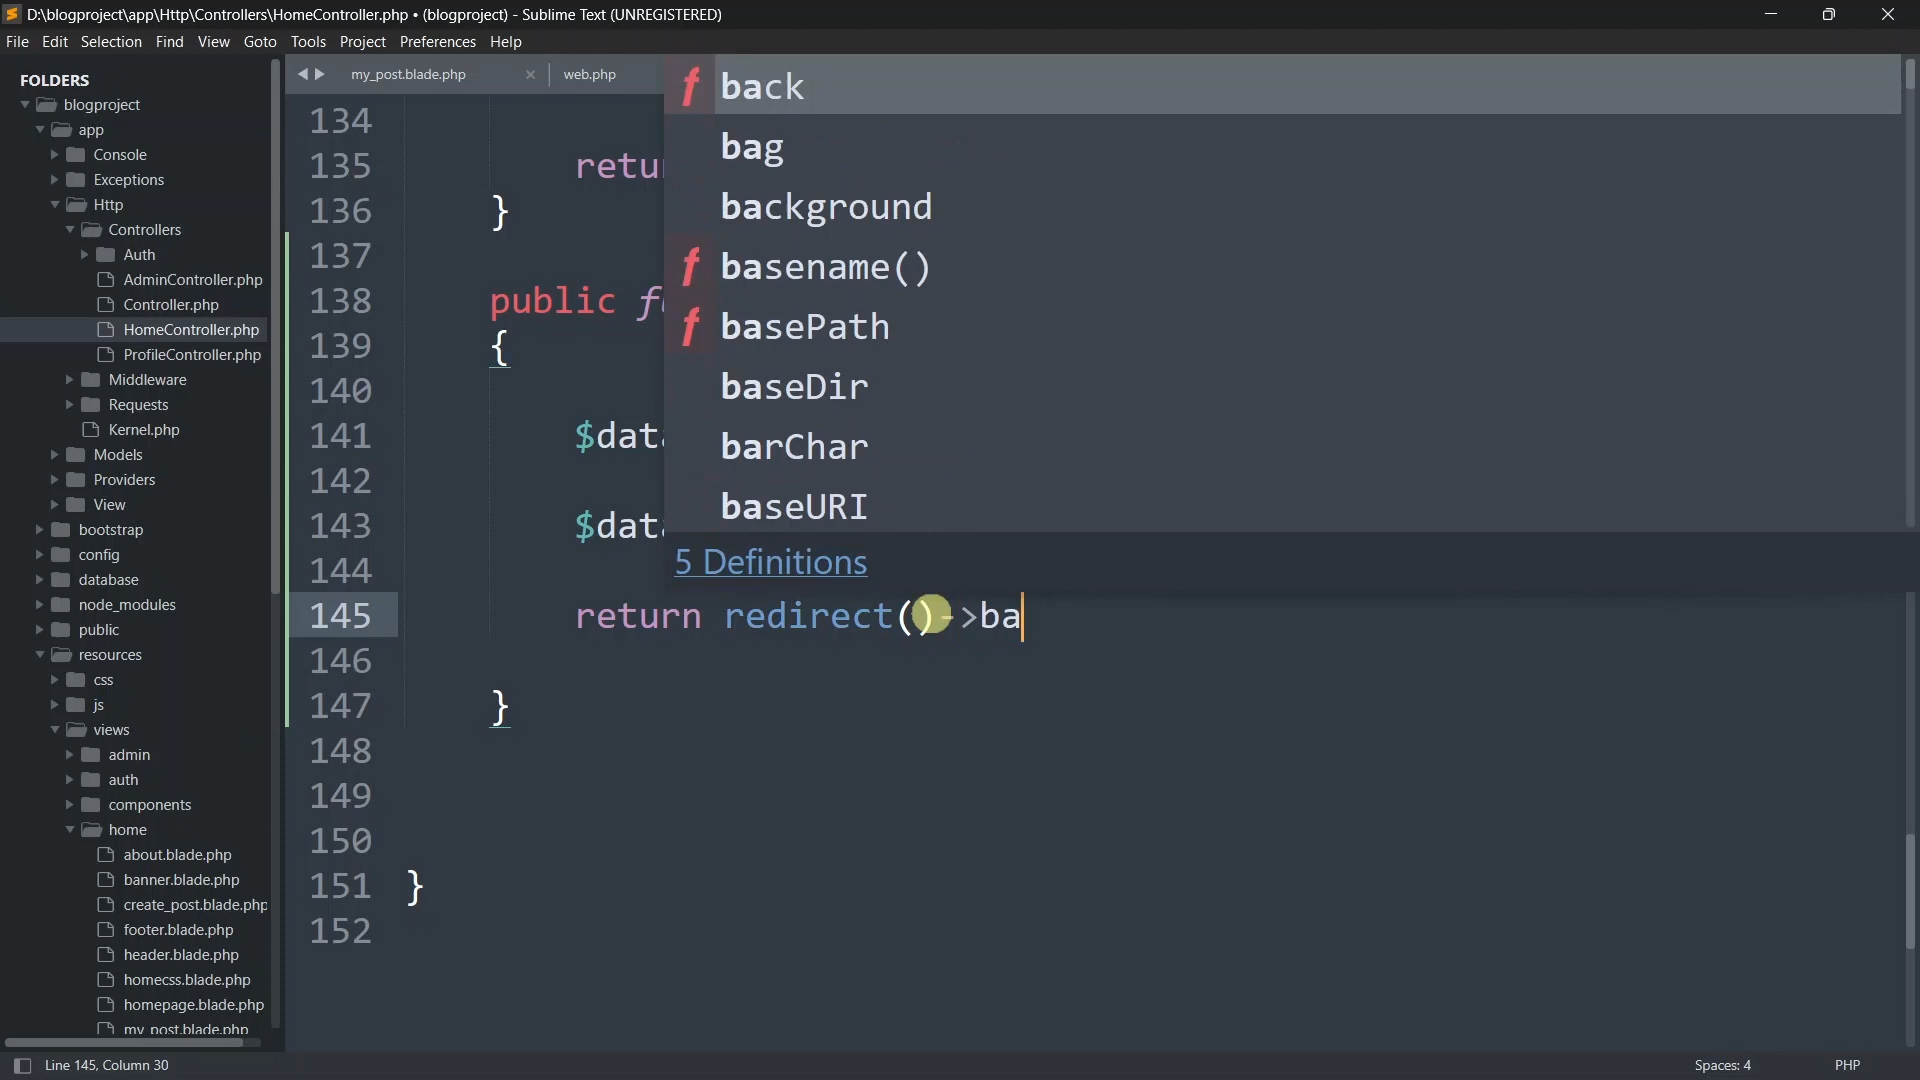 D:\blogproject\app\Http\Controllers\HomeController.php • (blogproject) - Sublime Text (UNREGISTERED)
File Edit Selection Find View Goto Tools Project Preferences Help
FOLDERS
blogproject
app
Console
Exceptions
Http
Controllers
Auth
AdminController.php
Controller.php
HomeController.php
ProfileController.php
Middleware
Requests
Kernel.php
Models
Providers
View
bootstrap
config
database
node_modules
public
resources
css
js
views
admin
auth
components
home
about.blade.php
banner.blade.php
create_post.blade.php
footer.blade.php
header.blade.php
homecss.blade.php
homepage.blade.php
my_post.blade.php
my_post.blade.php web.php
134
135 retu
136 }
137
138 public fu
139 {
140
141 $data
142
143 $data
144
145 return redirect()->ba
146
147 }
148
149
150
151 }
152
f back
bag
background
f basename()
f basePath
baseDir
barChar
baseURI
5 Definitions
Line 145, Column 30 Spaces: 4 PHP